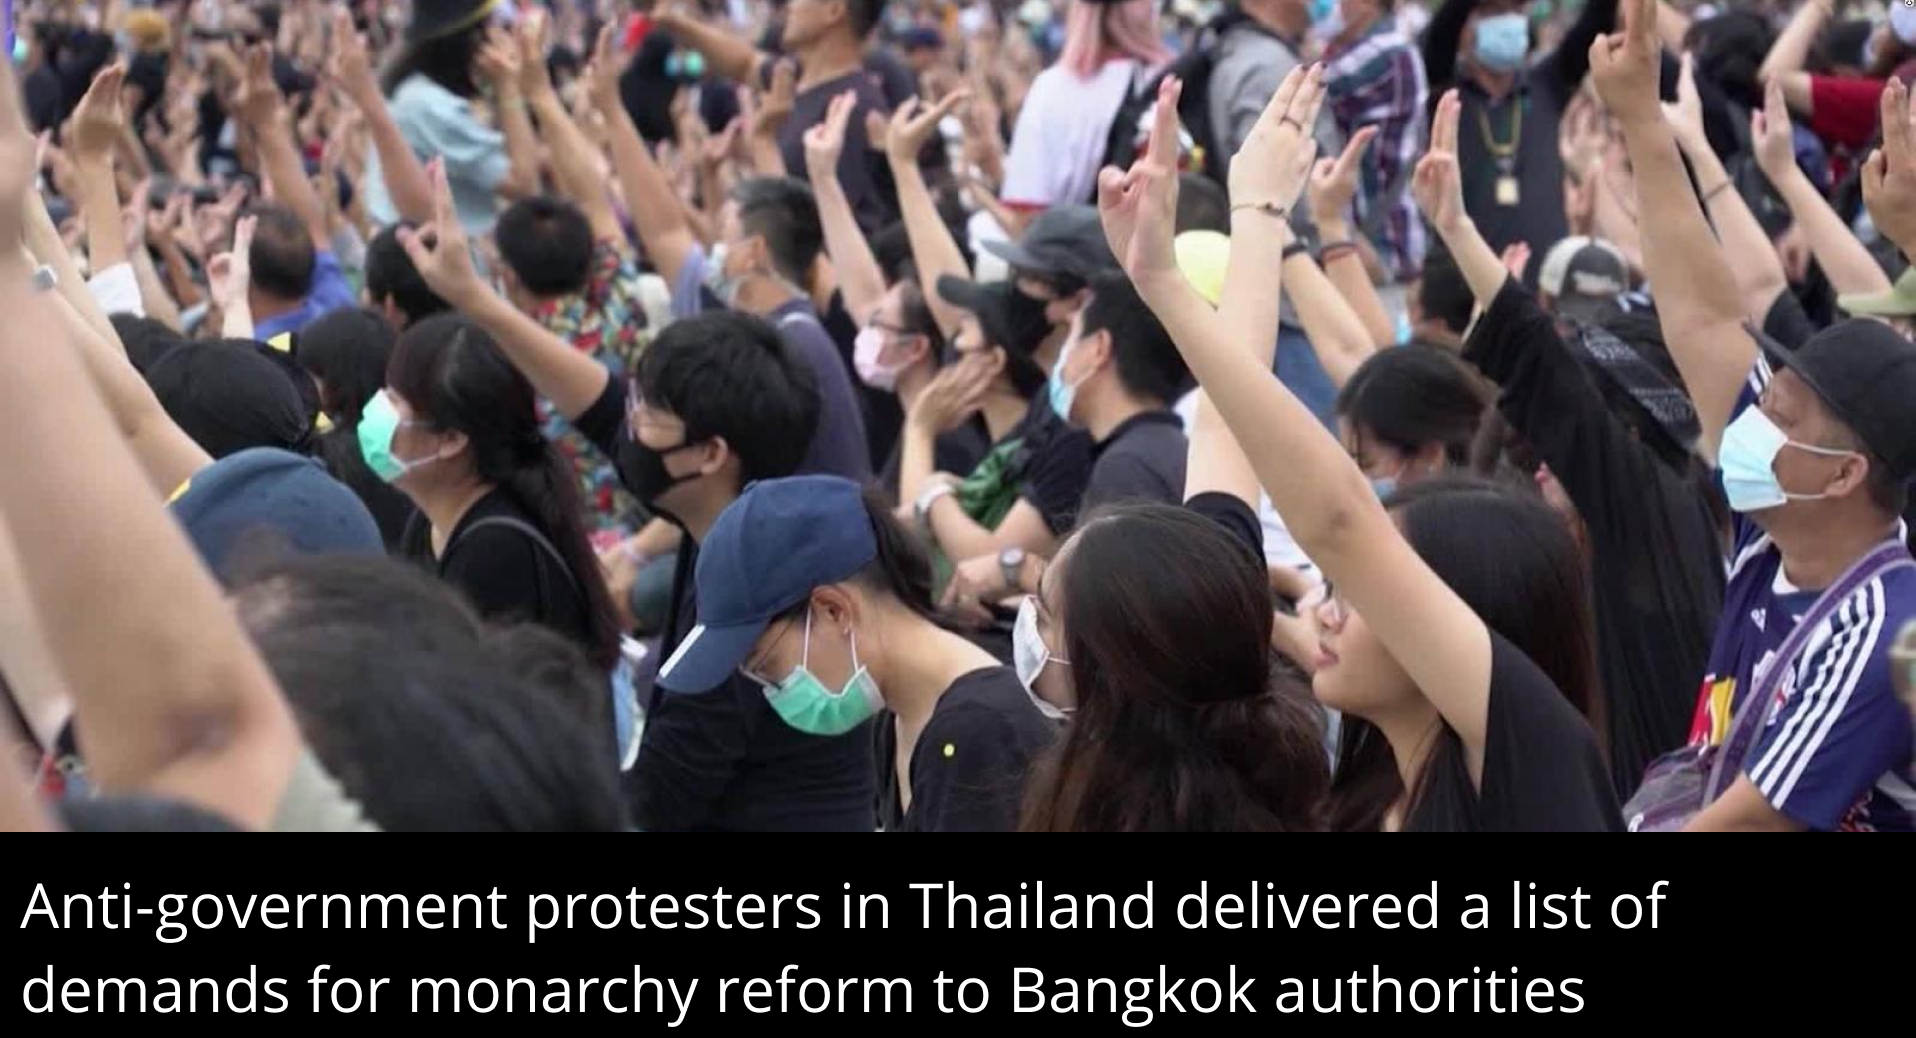 Anti-government protesters in Thailand delivered a list of
demands for monarchy reform to Bangkok authorities